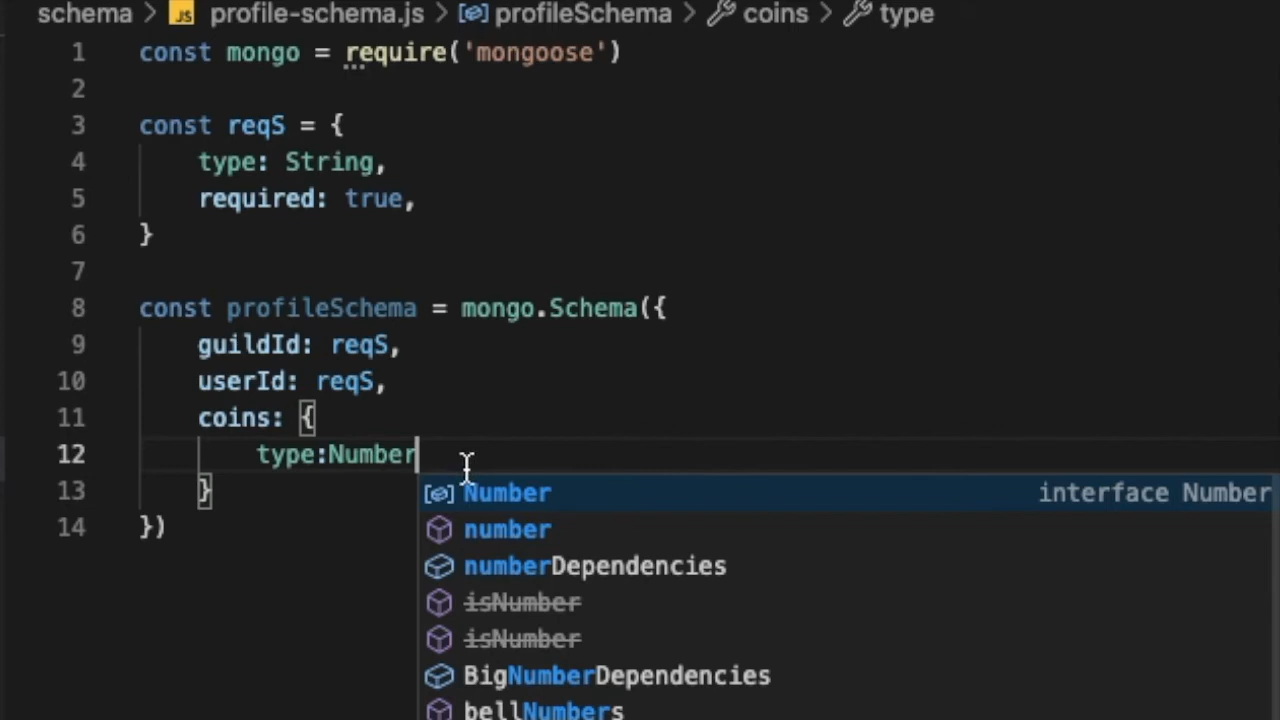 schema > JS profile-schema.js > profileSchema > coins > type
1 const mongo = require('mongoose')
2
3 const reqS = {
4 type: String,
5 required: true,
6 }
7
8 const profileSchema = mongo.Schema({
9 guildId: reqS,
10 userId: reqS,
11 coins: {
12 type:Number
13 }
Number interface Number
14 })
number
numberDependencies
isNumber
isNumber
BigNumberDependencies
bellNumbers